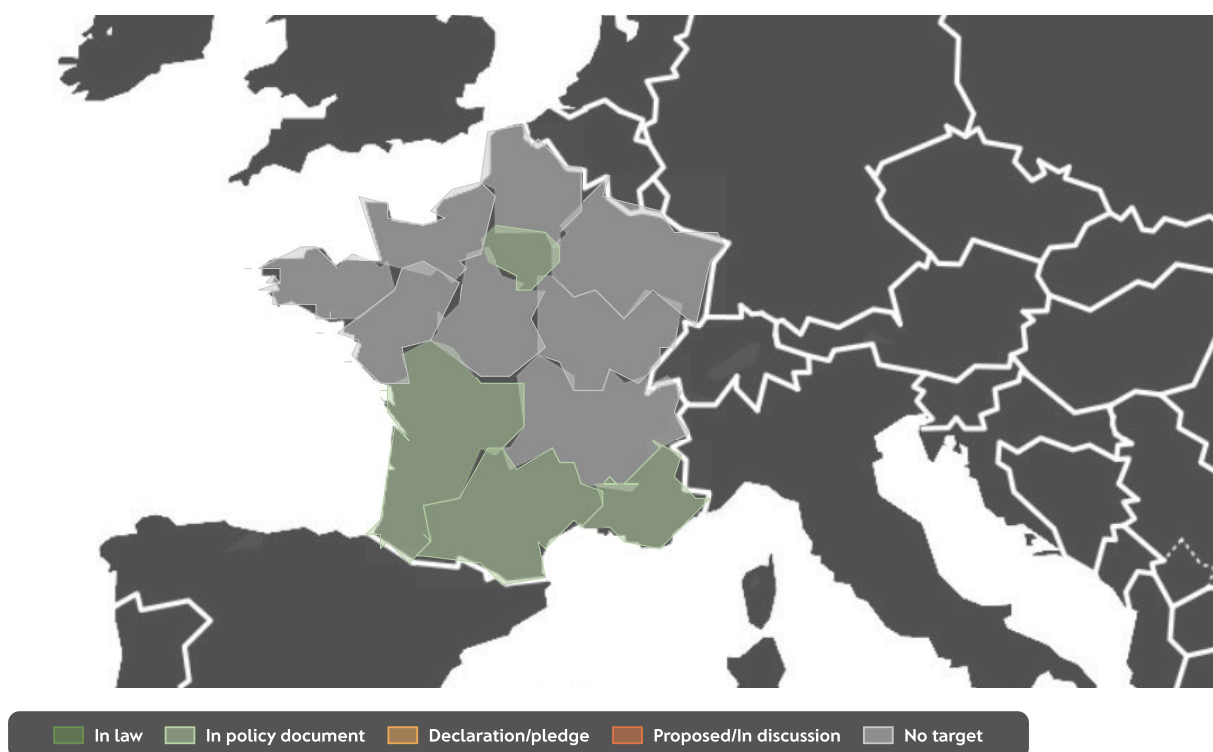 In law In policy document Declaration/pledge Proposed/In discussion No target